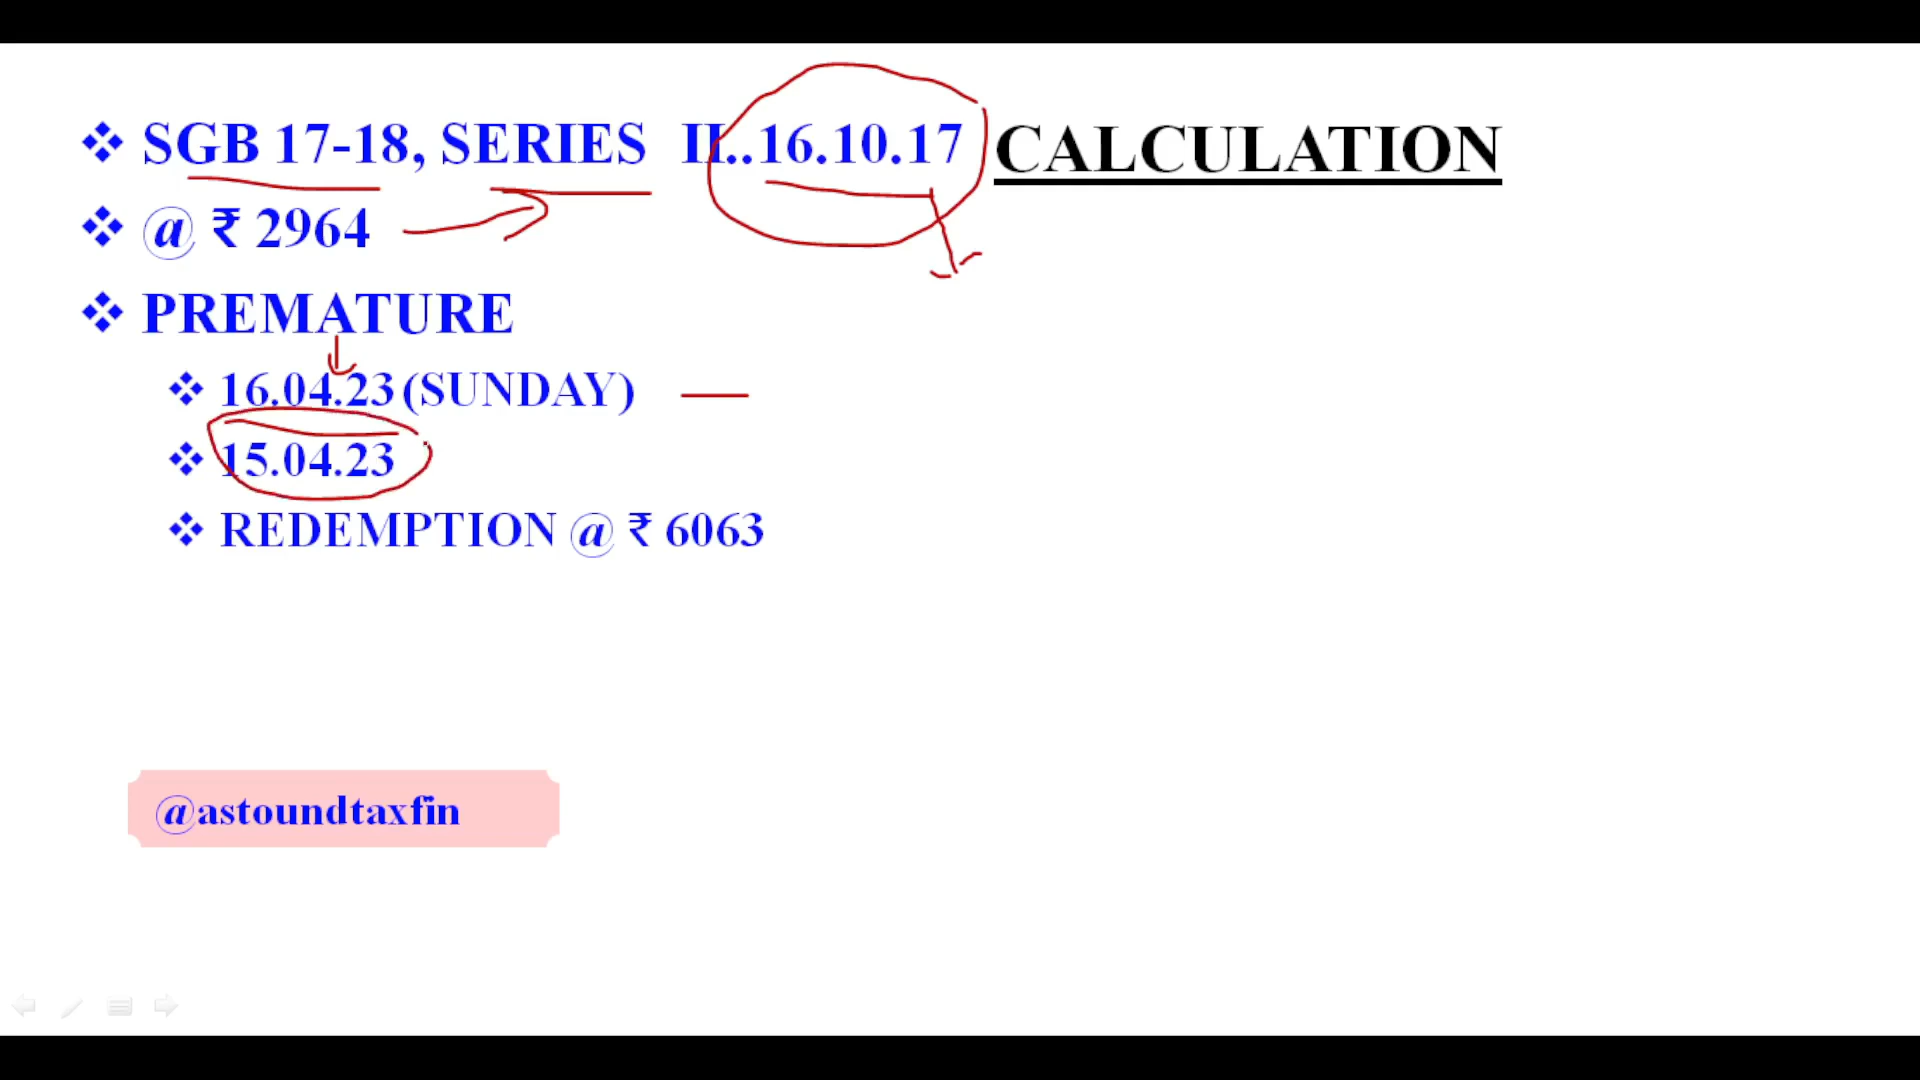 SGB 17-18, SERIES II..16.10.17
CALCULATION
@ ₹ 2964
PREMATURE
16.04.23 (SUNDAY)
15.04.23
REDEMPTION @ ₹ 6063
@astoundtaxfin